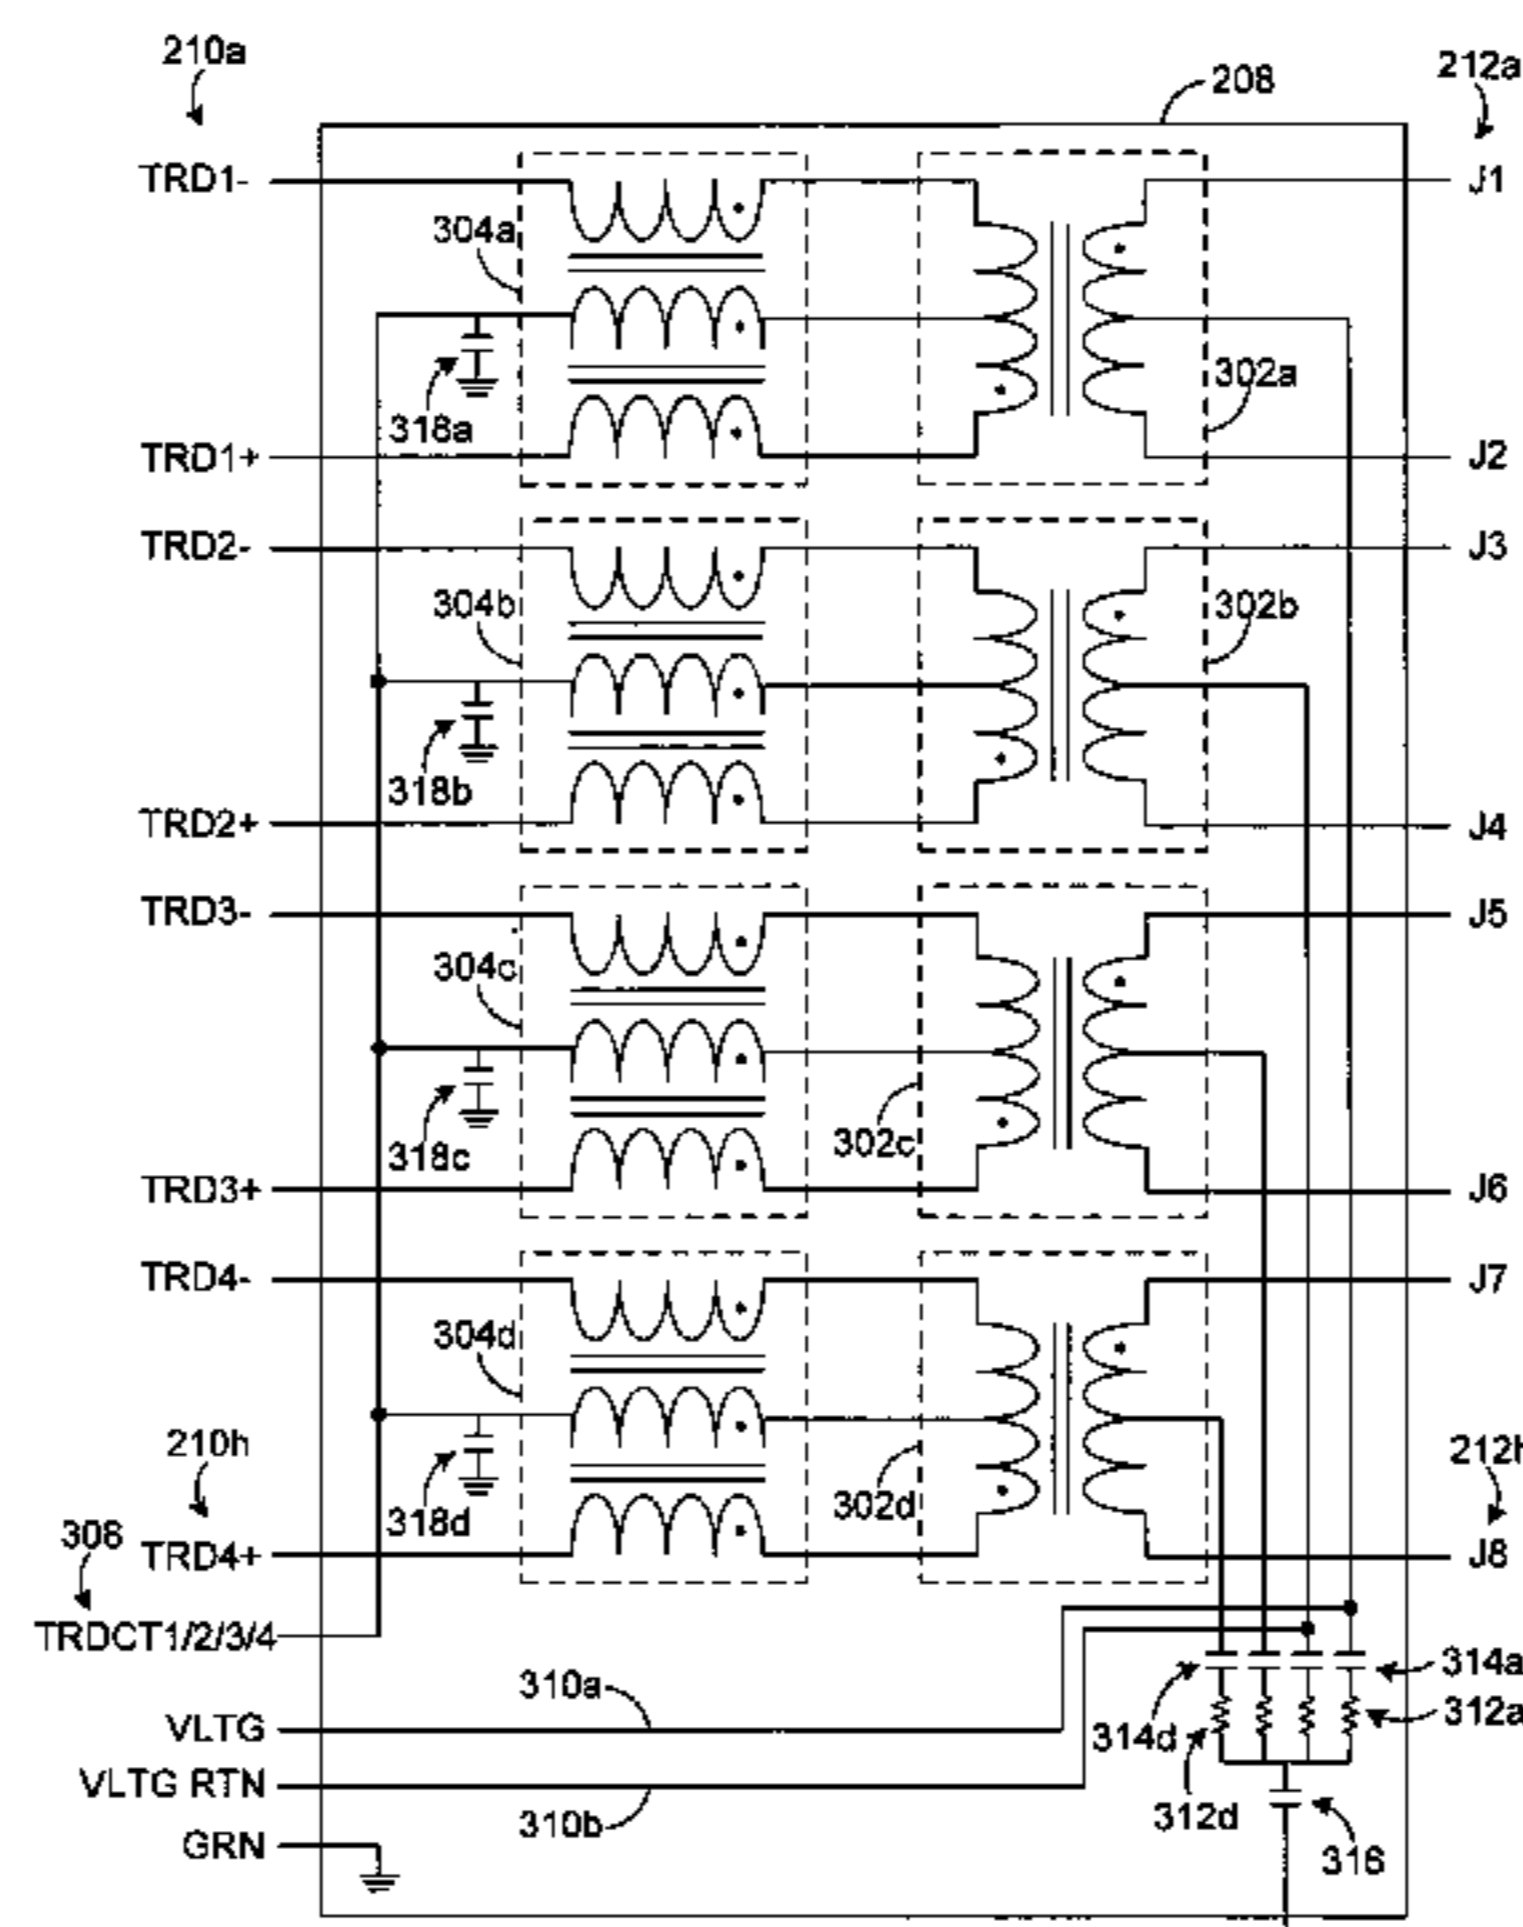 210a
208
212a
TRD1-
J1
304a
318a
302a
TRD1+
J2
TRD2-
J3
304b
302b
318b
TRD2+
J4
TRD3-
J5
304c
302c
318c
TRD3+
J6
TRD4-
J7
304d
210h
212h
318d
302d
306
TRD4+
J8
TRDCT1/2/3/4
314a
310a
312a
VLTG
314d
VLTG RTN
312d
310b
GRN
316